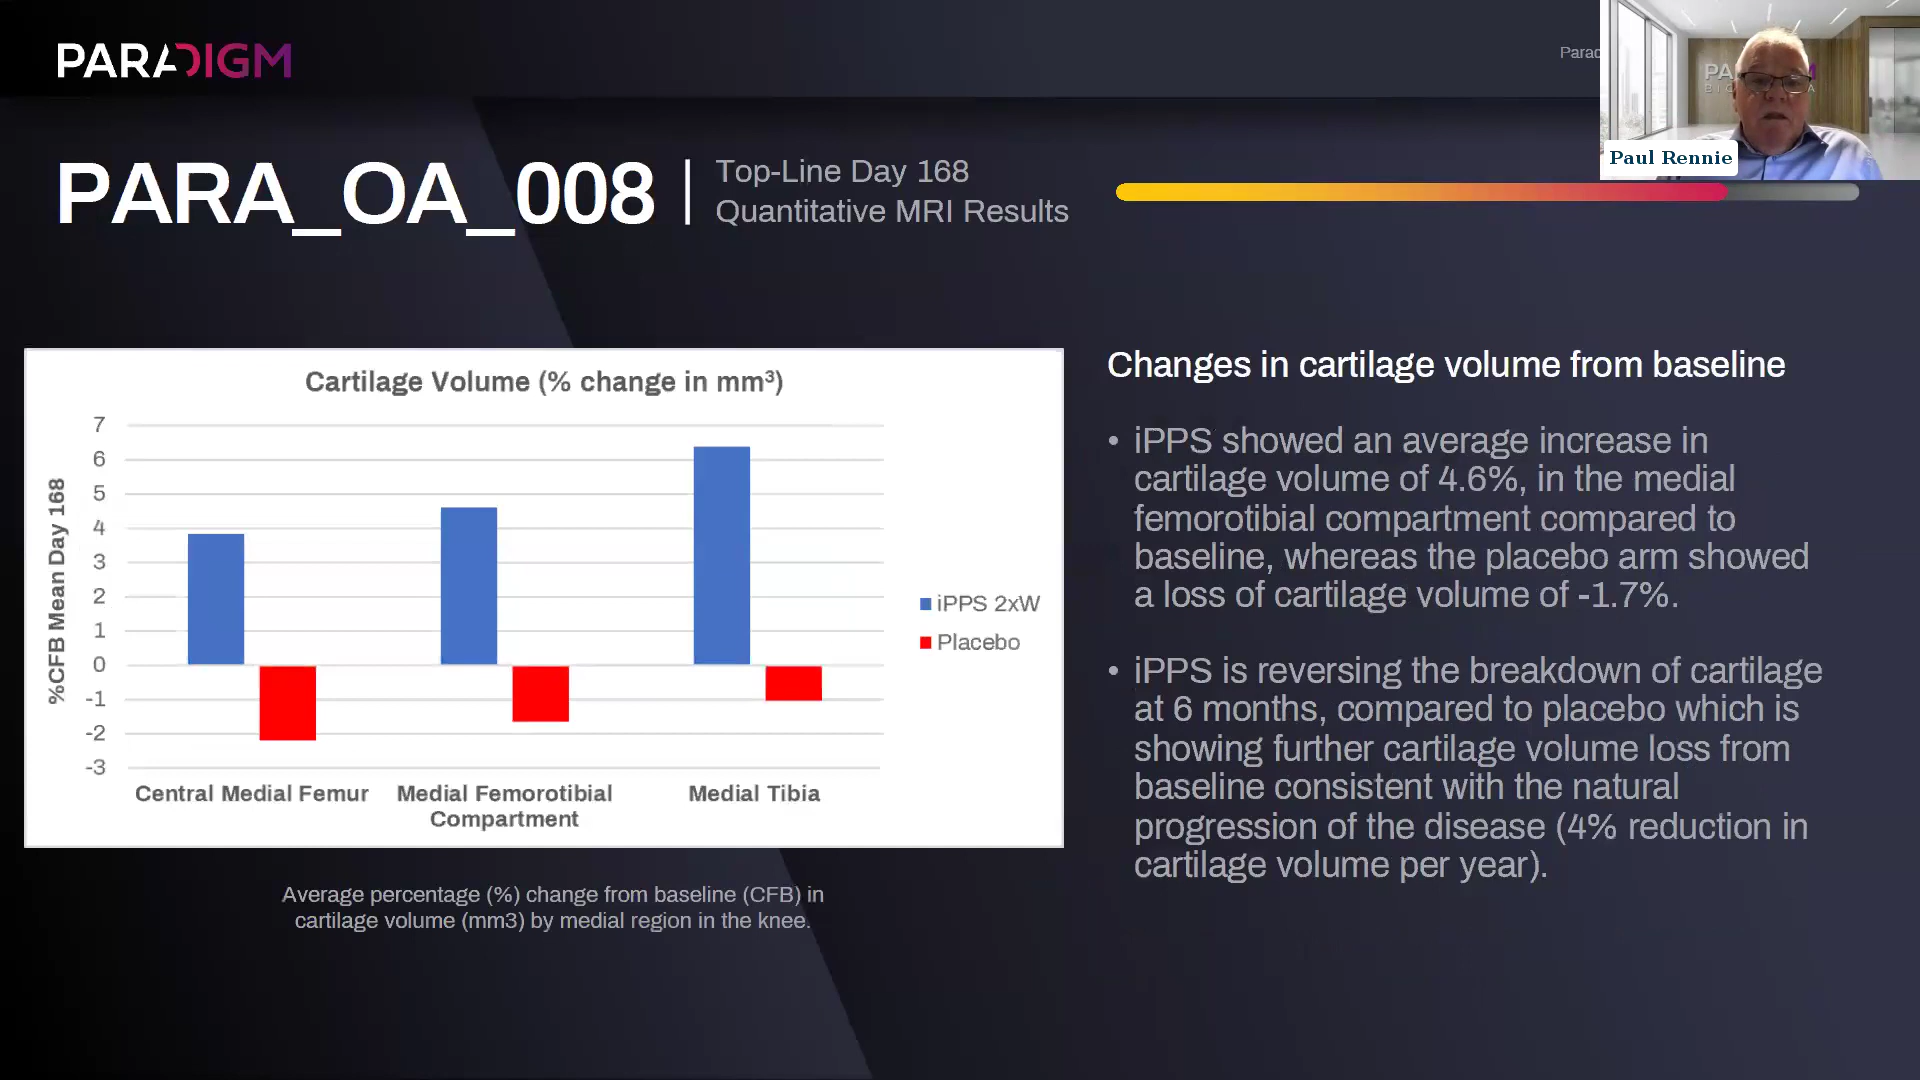 PARADIGM
Parad
Paul Rennie
PARA_OA_008
Top-Line Day 168
Quantitative MRI Results
Cartilage Volume (% change in mm³)
%CFB Mean Day 168
7
6
5
4
3
2
1
0
-1
-2
-3
Central Medial Femur
Medial Femorotibial
Compartment
Medial Tibia
iPPS 2xW
Placebo
Average percentage (%) change from baseline (CFB) in
cartilage volume (mm3) by medial region in the knee.
Changes in cartilage volume from baseline
• iPPS showed an average increase in
cartilage volume of 4.6%, in the medial
femorotibial compartment compared to
baseline, whereas the placebo arm showed
a loss of cartilage volume of -1.7%.
• iPPS is reversing the breakdown of cartilage
at 6 months, compared to placebo which is
showing further cartilage volume loss from
baseline consistent with the natural
progression of the disease (4% reduction in
cartilage volume per year).